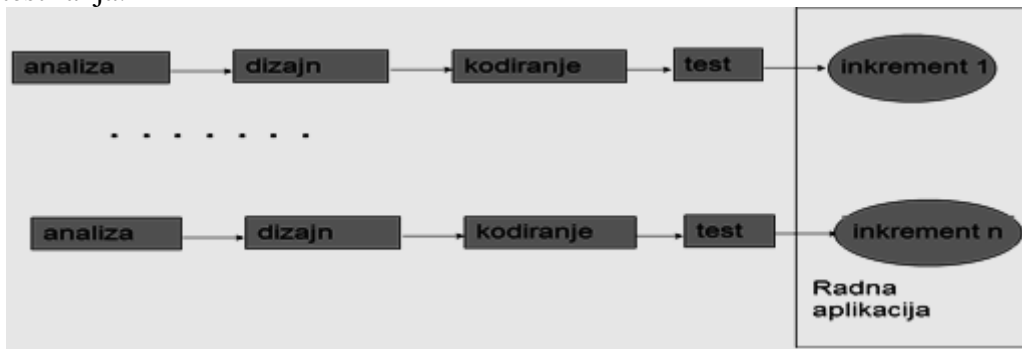 analiza dizajn kodiranje test inkrement 1
. . . . . . .
analiza dizajn kodiranje test inkrement n
Radna
aplikacija